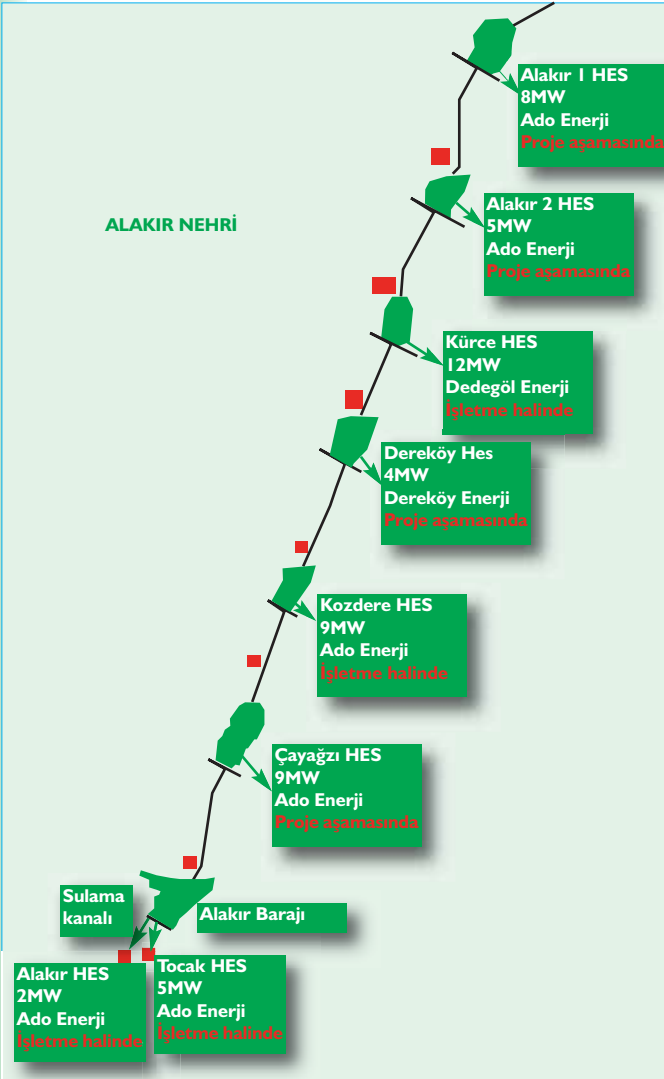 Alakır 1 HES
8MW
Ado Enerji
Proje aşamasında
ALAKIR NEHRİ
Alakır 2 HES
5MW
Ado Enerji
Proje aşamasında
Kürce HES
12MW
Dedegöl Enerji
İşletme halinde
Dereköy Hes
4MW
Dereköy Enerji
Proje aşamasında
Kozdere HES
9MW
Ado Enerji
İşletme halinde
Çayağzı HES
9MW
Ado Enerji
Proje aşamasında
Sulama
kanalı
Alakır Barajı
Alakır HES
2MW
Ado Enerji
İşletme halinde
Tocak HES
5MW
Ado Enerji
İşletme halinde